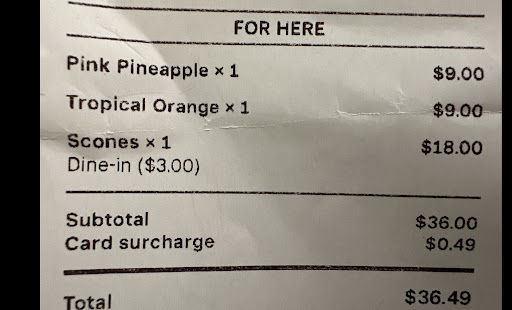 FOR HERE
Pink Pineapple × 1 $9.00
Tropical Orange × 1 $9.00
Scones × 1 $18.00
Dine-in ($3.00)
Subtotal $36.00
Card surcharge $0.49
Total $36.49